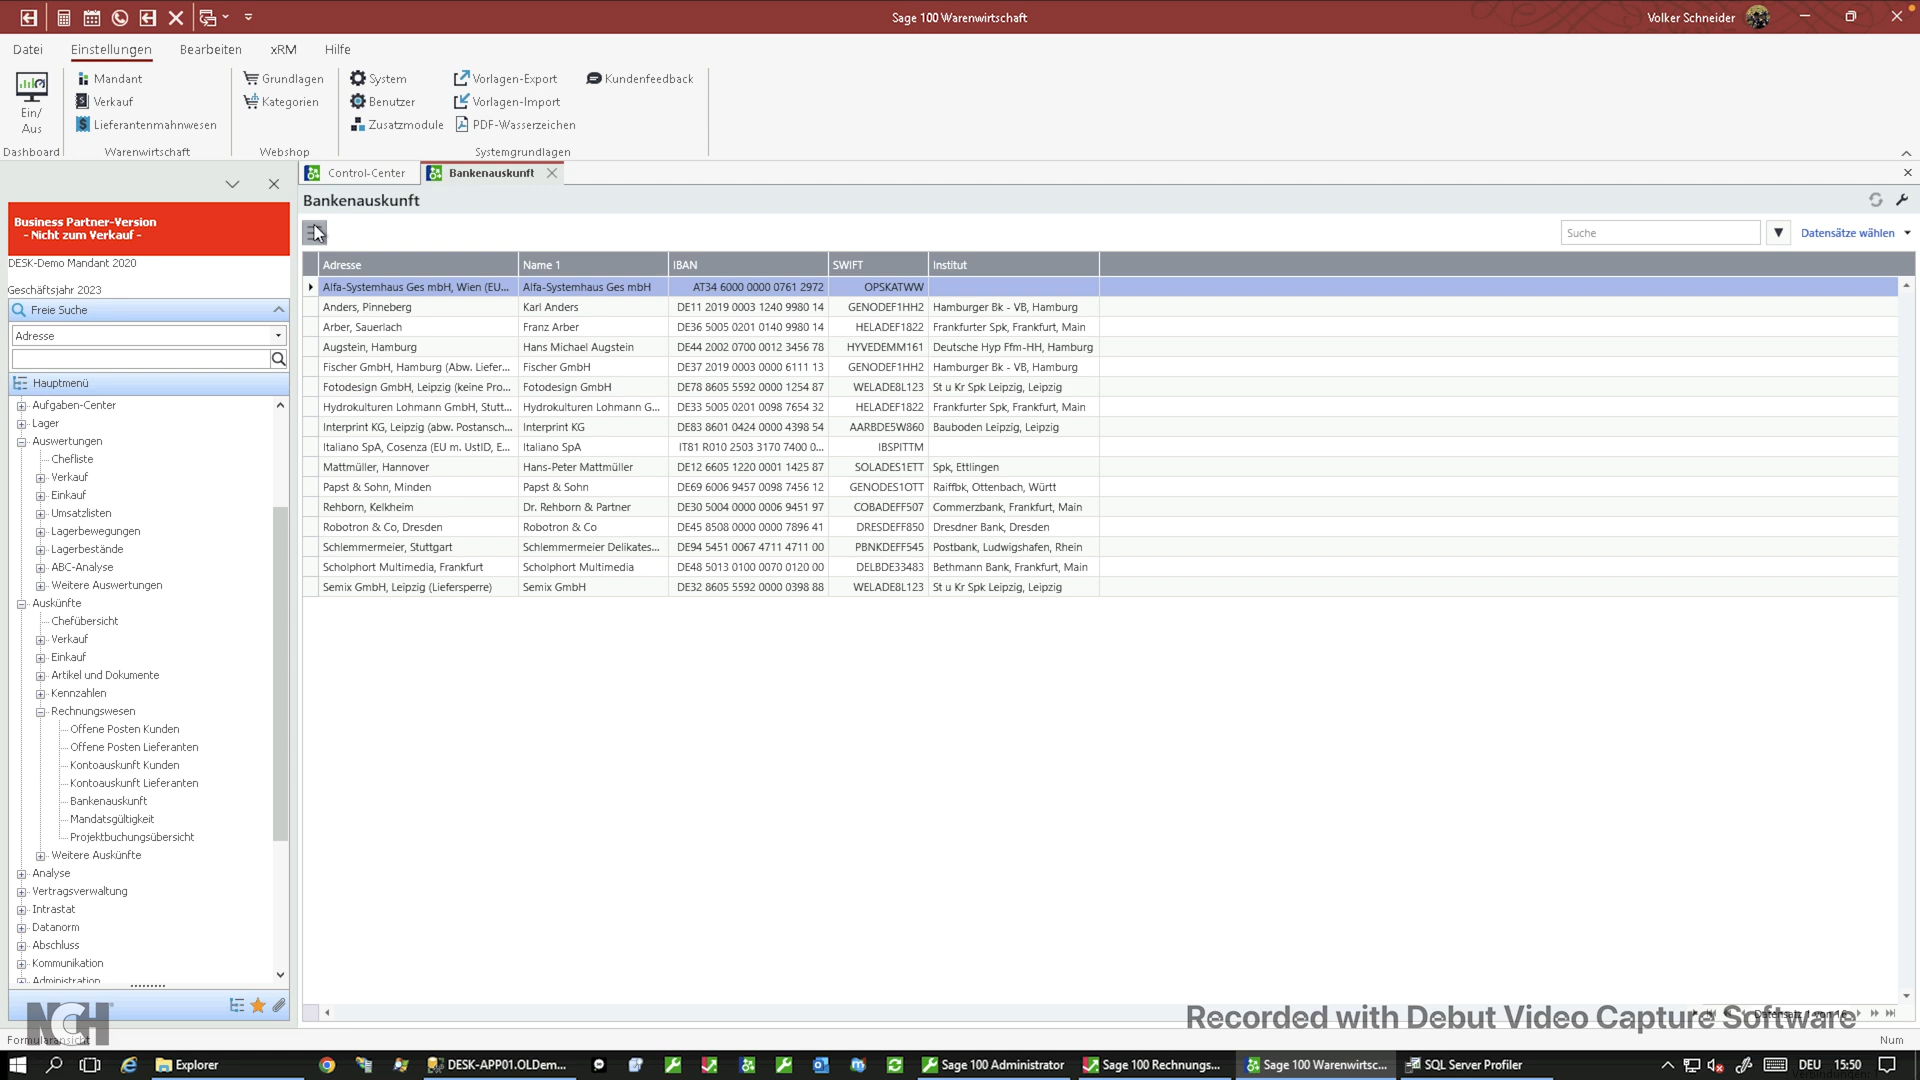 Sage 100 Warenwirtschaft
Volker Schneider
Datei
Einstellungen
Bearbeiten
xRM
Hilfe
Ein/
Aus
Dashboard
Mandant
Verkauf
Lieferantenmahnwesen
Warenwirtschaft
Grundlagen
Kategorien
Webshop
System
Benutzer
Zusatzmodule
Vorlagen-Export
Vorlagen-Import
PDF-Wasserzeichen
Kundenfeedback
Systemgrundlagen
Control-Center
Bankenauskunft
Bankenauskunft
Suche
Datensätze wählen
Business Partner-Version
- Nicht zum Verkauf -
DESK-Demo Mandant 2020
Geschäftsjahr 2023
Freie Suche
Adresse
Hauptmenü
Aufgaben-Center
Lager
Auswertungen
Chefliste
Verkauf
Einkauf
Umsatzlisten
Lagerbewegungen
Lagerbestände
ABC-Analyse
Weitere Auswertungen
Auskünfte
Chefübersicht
Verkauf
Einkauf
Artikel und Dokumente
Kennzahlen
Rechnungswesen
Offene Posten Kunden
Offene Posten Lieferanten
Kontoauskunft Kunden
Kontoauskunft Lieferanten
Bankenauskunft
Mandatsgültigkeit
Projektbuchungsübersicht
Weitere Auskünfte
Analyse
Vertragsverwaltung
Intrastat
Datanorm
Abschluss
Kommunikation
Administration
Adresse Name 1 IBAN SWIFT Institut
Alfa-Systemhaus Ges mbH, Wien (EU... Alfa-Systemhaus Ges mbH AT34 6000 0000 0761 2972 OPSKATWW
Anders, Pinneberg Karl Anders DE11 2019 0003 1240 9980 14 GENODEF1HH2 Hamburger Bk - VB, Hamburg
Arber, Sauerlach Franz Arber DE36 5005 0201 0140 9980 14 HELADEF1822 Frankfurter Spk, Frankfurt, Main
Augstein, Hamburg Hans Michael Augstein DE44 2002 0700 0012 3456 78 HYVEDEMM161 Deutsche Hyp Ffm-HH, Hamburg
Fischer GmbH, Hamburg (Abw. Liefer... Fischer GmbH DE37 2019 0003 0000 6111 13 GENODEF1HH2 Hamburger Bk - VB, Hamburg
Fotodesign GmbH, Leipzig (keine Pro... Fotodesign GmbH DE78 8605 5592 0000 1254 87 WELADE8L123 St u Kr Spk Leipzig, Leipzig
Hydrokulturen Lohmann GmbH, Stutt... Hydrokulturen Lohmann G... DE33 5005 0201 0098 7654 32 HELADEF1822 Frankfurter Spk, Frankfurt, Main
Interprint KG, Leipzig (abw. Postansch... Interprint KG DE83 8601 0424 0000 4398 54 AARBDE5W860 Bauboden Leipzig, Leipzig
Italiano SpA, Cosenza (EU m. UstID, E... Italiano SpA IT81 R010 2503 3170 7400 0... IBSPITTM
Mattmüller, Hannover Hans-Peter Mattmüller DE12 6605 1220 0001 1425 87 SOLADES1ETT Spk, Ettlingen
Papst & Sohn, Minden Papst & Sohn DE69 6006 9457 0098 7456 12 GENODES1OTT Raiffbk, Ottenbach, Württ
Rehborn, Kelkheim Dr. Rehborn & Partner DE30 5004 0000 0006 9451 97 COBADEFF507 Commerzbank, Frankfurt, Main
Robotron & Co, Dresden Robotron & Co DE45 8508 0000 0000 7896 41 DRESDEFF850 Dresdner Bank, Dresden
Schlemmermeier, Stuttgart Schlemmermeier Delikates... DE94 5451 0067 4711 4711 00 PBNKDEFF545 Postbank, Ludwigshafen, Rhein
Scholphort Multimedia, Frankfurt Scholphort Multimedia DE48 5013 0100 0070 0120 00 DELBDE33483 Bethmann Bank, Frankfurt, Main
Semix GmbH, Leipzig (Liefersperre) Semix GmbH DE32 8605 5592 0000 0398 88 WELADE8L123 St u Kr Spk Leipzig, Leipzig
Datensatz 1 von 16
NCH
Recorded with Debut Video Capture Software
Formularansicht
Num
Explorer
DESK-APP01.OLDem...
Sage 100 Administrator
Sage 100 Rechnungs...
Sage 100 Warenwirtsc...
SQL Server Profiler
DEU
15:50